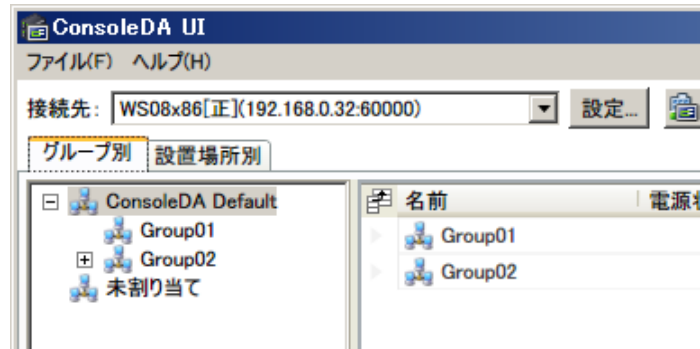 ConsoleDA UI
ファイル(F) ヘルプ(H)
接続先: WS08x86[正](192.168.0.32:60000) 設定...
グループ別 設置場所別
ConsoleDA Default
Group01
Group02
未割り当て
名前 電源
Group01
Group02